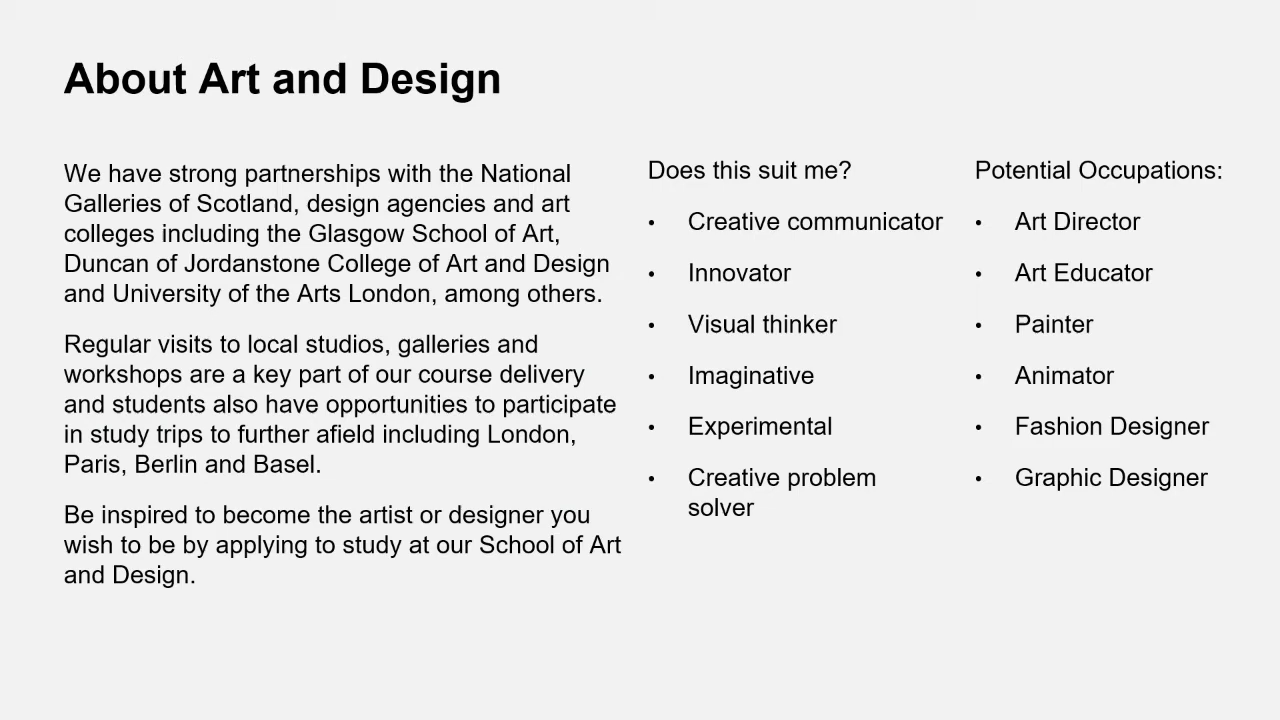 About Art and Design
We have strong partnerships with the National
Galleries of Scotland, design agencies and art
colleges including the Glasgow School of Art,
Duncan of Jordanstone College of Art and Design
and University of the Arts London, among others.
Regular visits to local studios, galleries and
workshops are a key part of our course delivery
and students also have opportunities to participate
in study trips to further afield including London,
Paris, Berlin and Basel.
Be inspired to become the artist or designer you
wish to be by applying to study at our School of Art
and Design.
Does this suit me?
• Creative communicator
• Innovator
• Visual thinker
• Imaginative
• Experimental
• Creative problem
solver
Potential Occupations:
• Art Director
• Art Educator
• Painter
• Animator
• Fashion Designer
• Graphic Designer